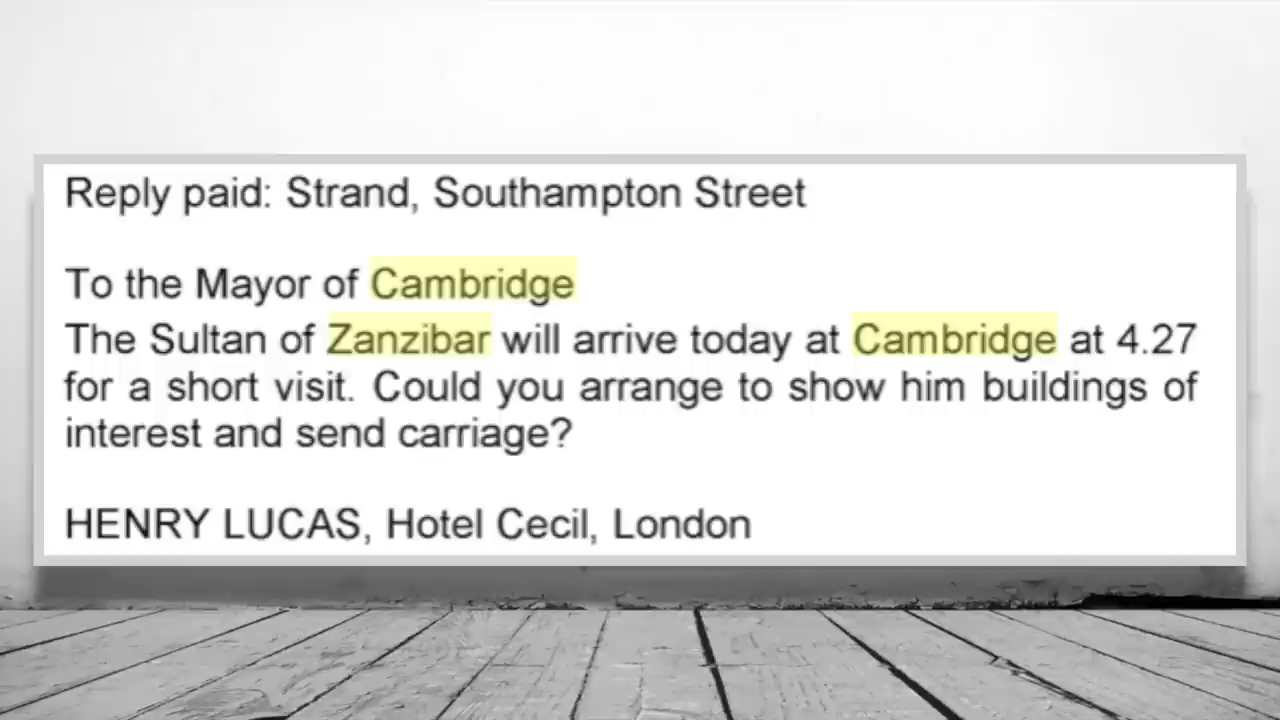 Reply paid: Strand, Southampton Street
To the Mayor of Cambridge
The Sultan of Zanzibar will arrive today at Cambridge at 4.27
for a short visit. Could you arrange to show him buildings of
interest and send carriage?
HENRY LUCAS, Hotel Cecil, London